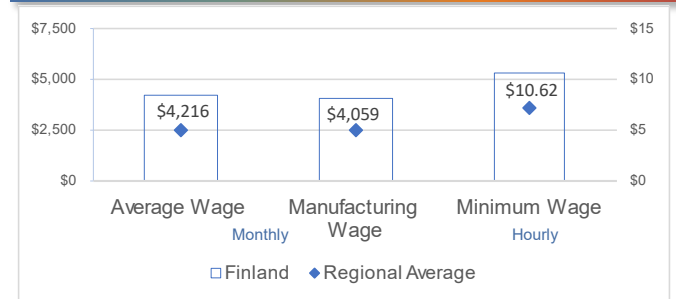 $7,500
$15
$5,000
$10
$2,500
$5
$0
$0
$4,216
$4,059
$10.62
Average Wage
Manufacturing
Wage
Minimum Wage
Monthly
Hourly
Finland
Regional Average